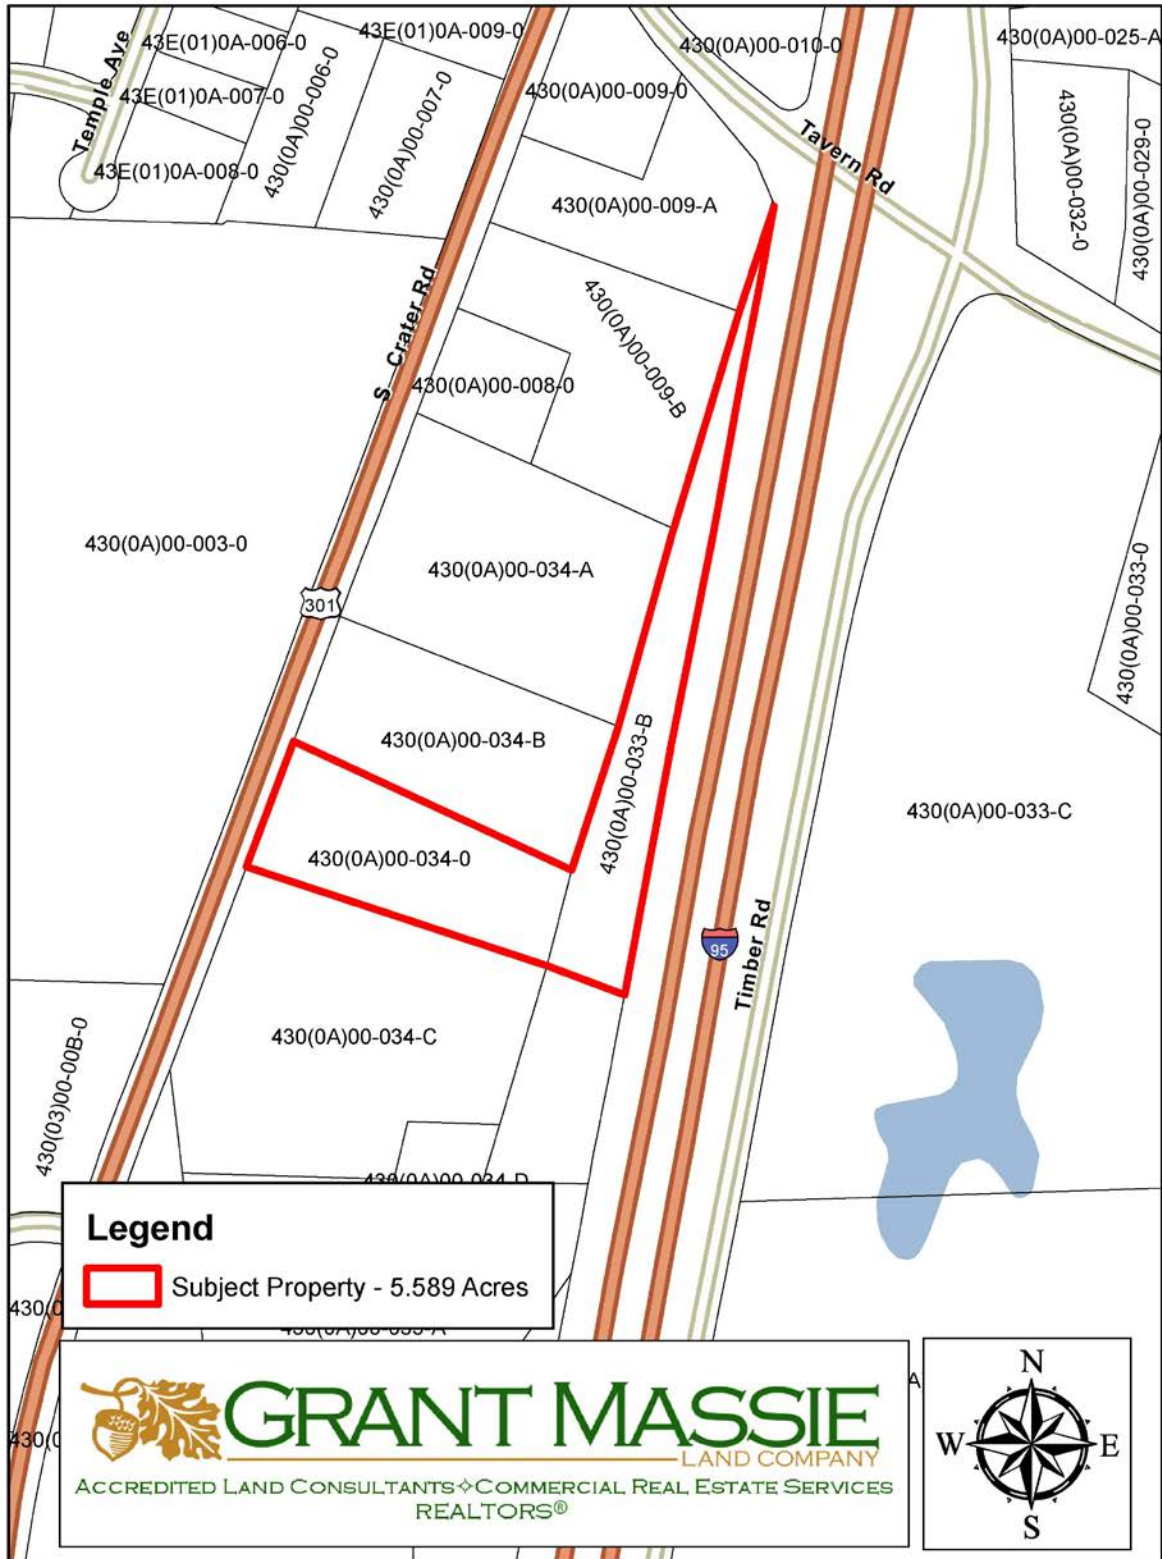 43E(01)0A-006-0
43E(01)0A-009-0
430(0A)00-010-0
430(0A)00-025-A
Temple Ave
43E(01)0A-007-0
430(0A)00-006-0
430(0A)00-007-0
430(0A)00-009-0
Tavern Rd
430(0A)00-032-0
430(0A)00-029-0
43E(01)0A-008-0
430(0A)00-009-A
S Crater Rd
430(0A)00-009-B
430(0A)00-008-0
430(0A)00-003-0
430(0A)00-034-A
301
430(0A)00-033-0
430(0A)00-034-B
430(0A)00-033-B
430(0A)00-033-C
430(0A)00-034-0
95
Timber Rd
430(0A)00-034-C
430(03)00-00B-0
430(0A)00-034-D
Legend
Subject Property - 5.589 Acres
GRANT MASSIE
LAND COMPANY
ACCREDITED LAND CONSULTANTS✧COMMERCIAL REAL ESTATE SERVICES
REALTORS®
N
W
E
S